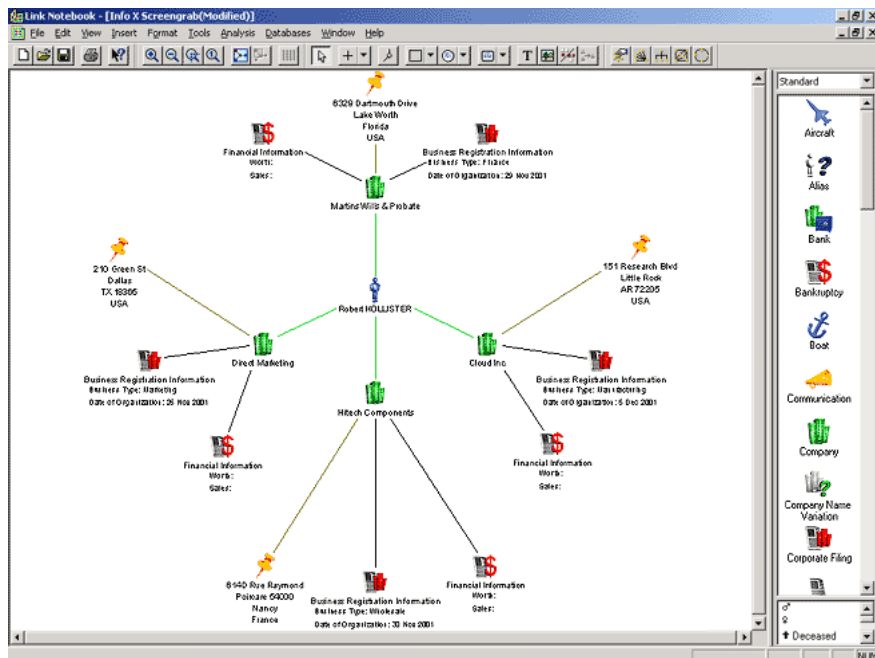 Link Notebook - [Info X Screengrab(Modified)]
File Edit View Insert Format Tools Analysis Databases Window Help
T
Standard
Aircraft
Alias
Bank
Bankruptcy
Boat
Communication
Company
Company Name
Variation
Corporate Filing
Deceased
6329 Dartmouth Drive
Lake Worth
Florida
USA
Financial Information
Worth:
Sales:
Business Registration Information
Business Type: Finance
Date of Organization: 29 Nov 2001
Martins Wills & Probate
210 Green St
Dallas
TX 18365
USA
151 Research Blvd
Little Rock
AR 72205
USA
Robert HOLLISTER
Direct Marketing
Cloud Inc
Business Registration Information
Business Type: Marketing
Date of Organization: 26 Nov 2001
Business Registration Information
Business Type: Manufacturing
Date of Organization: 5 Dec 2001
Hitech Components
Financial Information
Worth:
Sales:
Financial Information
Worth:
Sales:
6140 Rue Raymond
Poincare 54000
Nancy
France
Business Registration Information
Business Type: Wholesale
Date of Organization: 30 Nov 2001
Financial Information
Worth:
Sales:
NUM